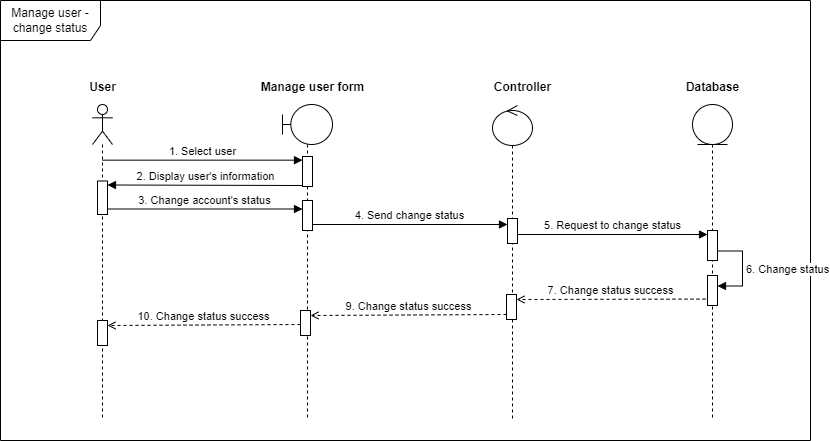 Manage user -
change status
User
Manage user form
Controller
Database
1. Select user
2. Display user's information
3. Change account's status
4. Send change status
5. Request to change status
6. Change status
7. Change status success
9. Change status success
10. Change status success